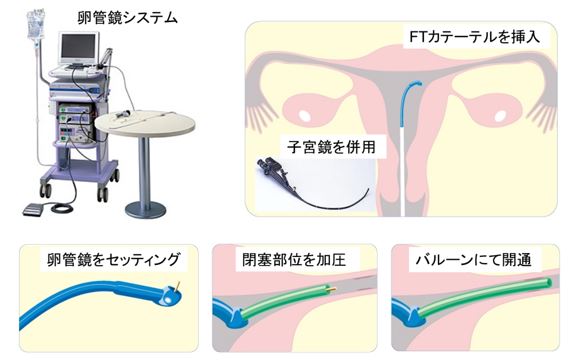 卵管鏡システム
FTカテーテルを挿入
子宮鏡を併用
卵管鏡をセッティング
閉塞部位を加圧
バルーンにて開通